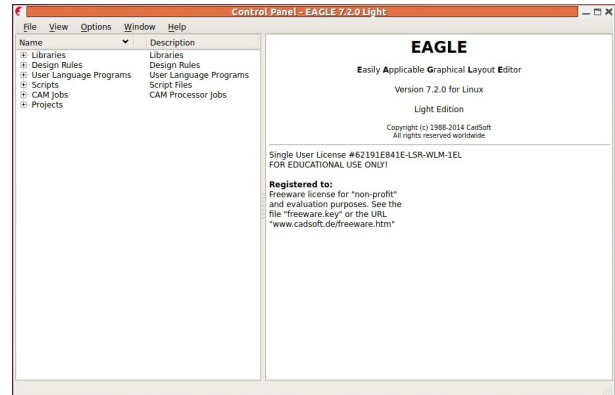 Control Panel - EAGLE 7.2.0 Light
File View Options Window Help
Name Description
Libraries Libraries
Design Rules Design Rules
User Language Programs User Language Programs
Scripts Script Files
CAM Jobs CAM Processor Jobs
Projects
EAGLE
Easily Applicable Graphical Layout Editor
Version 7.2.0 for Linux
Light Edition
Copyright (c) 1988-2014 CadSoft
All rights reserved worldwide
Single User License #62191E841E-LSR-WLM-1EL
FOR EDUCATIONAL USE ONLY!
Registered to:
Freeware license for "non-profit"
and evaluation purposes. See the
file "freeware.key" or the URL
"www.cadsoft.de/freeware.htm"